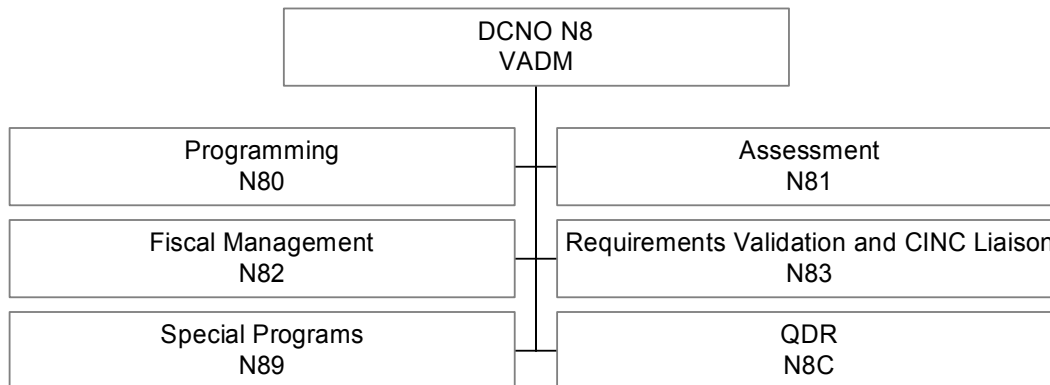 DCNO N8
VADM
Programming
N80
Assessment
N81
Fiscal Management
N82
Requirements Validation and CINC Liaison
N83
Special Programs
N89
QDR
N8C